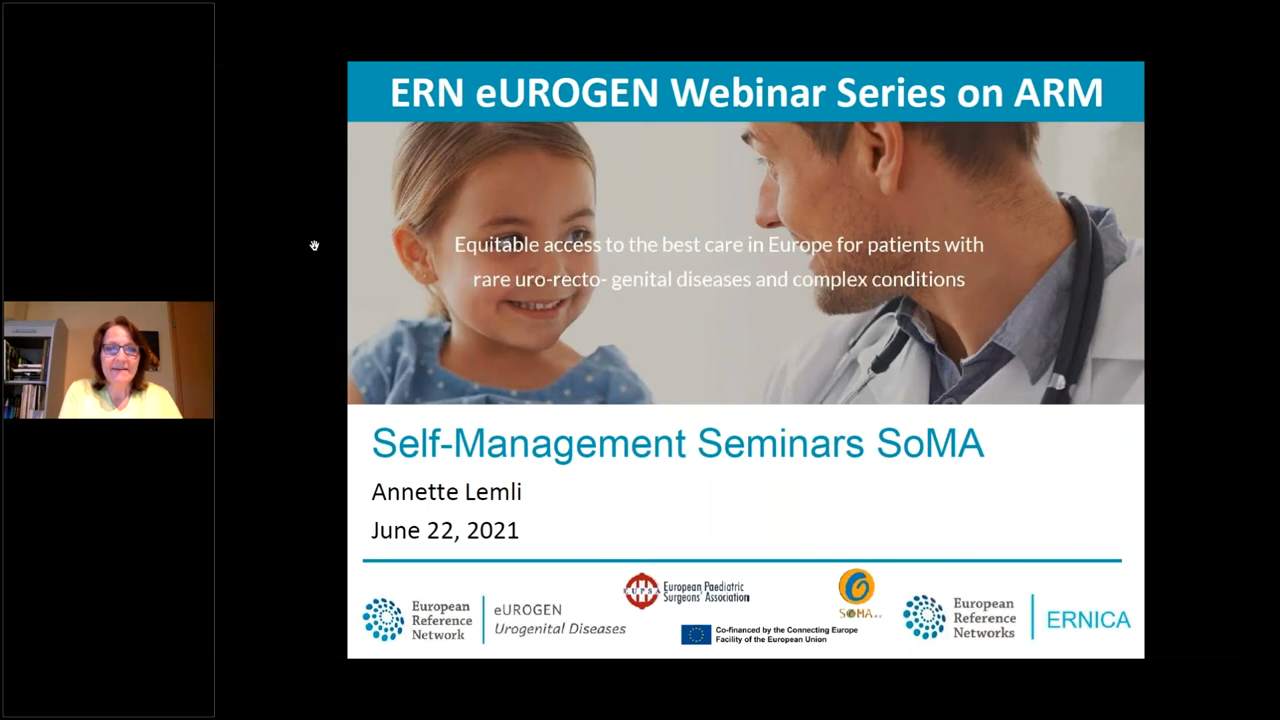 ERN eUROGEN Webinar Series on ARM
Equitable access to the best care in Europe for patients with
rare uro-recto- genital diseases and complex conditions
Self-Management Seminars SoMA
Annette Lemli
June 22, 2021
European
Reference
Network
eUROGEN
Urogenital Diseases
EUPSA
European Paediatric
Surgeons' Association
Co-financed by the Connecting Europe
Facility of the European Union
SOMA e.V.
European
Reference
Networks
ERNICA